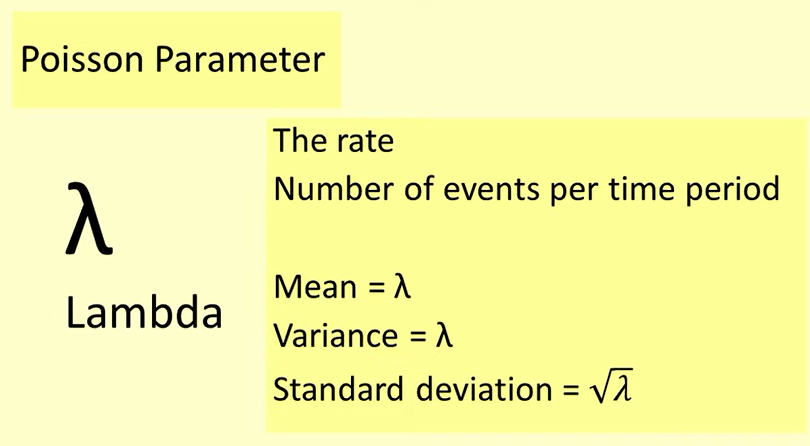 Poisson Parameter
λ
Lambda
The rate
Number of events per time period
Mean = λ
Variance = λ
Standard deviation = √λ